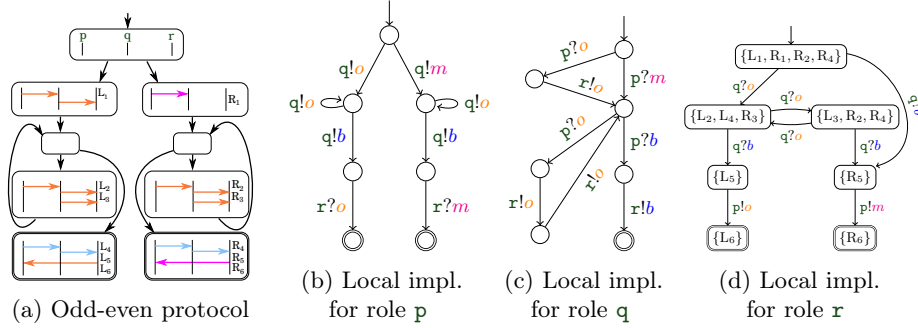 p q r
L₁
R₁
L₂
L₃
R₂
R₃
L₄
L₅
L₆
R₄
R₅
R₆
(a) Odd-even protocol
q!o q!m
q!o q!o
q!b q!b
r?o r?m
(b) Local impl.
for role p
p?o
p?m
r!o
p?o
p?b
r!o
r!o
r!b
(c) Local impl.
for role q
{L₁, R₁, R₂, R₄}
q?o
q?b
q?o
{L₂, L₄, R₃} {L₃, R₂, R₄}
q?o
q?b q?b
{L₅} {R₅}
p!o p!m
{L₆} {R₆}
(d) Local impl.
for role r